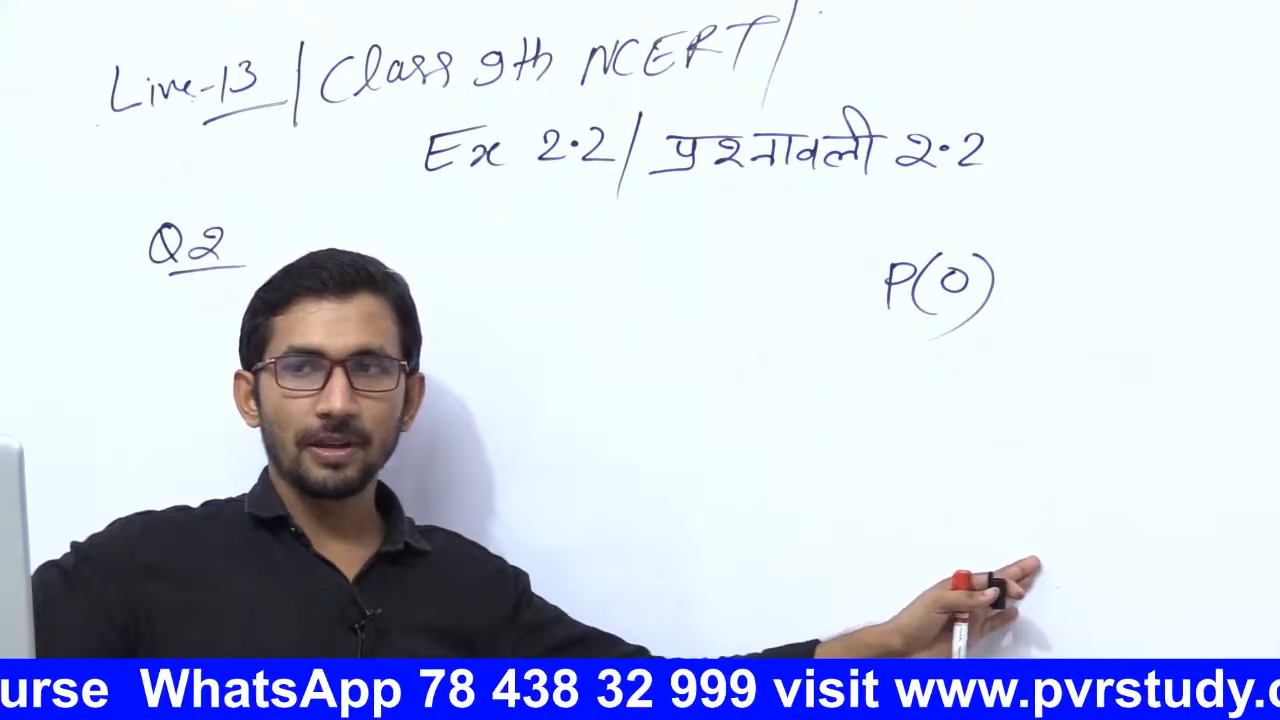 Live-13 / Class 9th NCERT /
Ex 2.2 / प्रश्नावली 2.2
Q2
P(0)
urse WhatsApp 78 438 32 999 visit www.pvrstudy.c